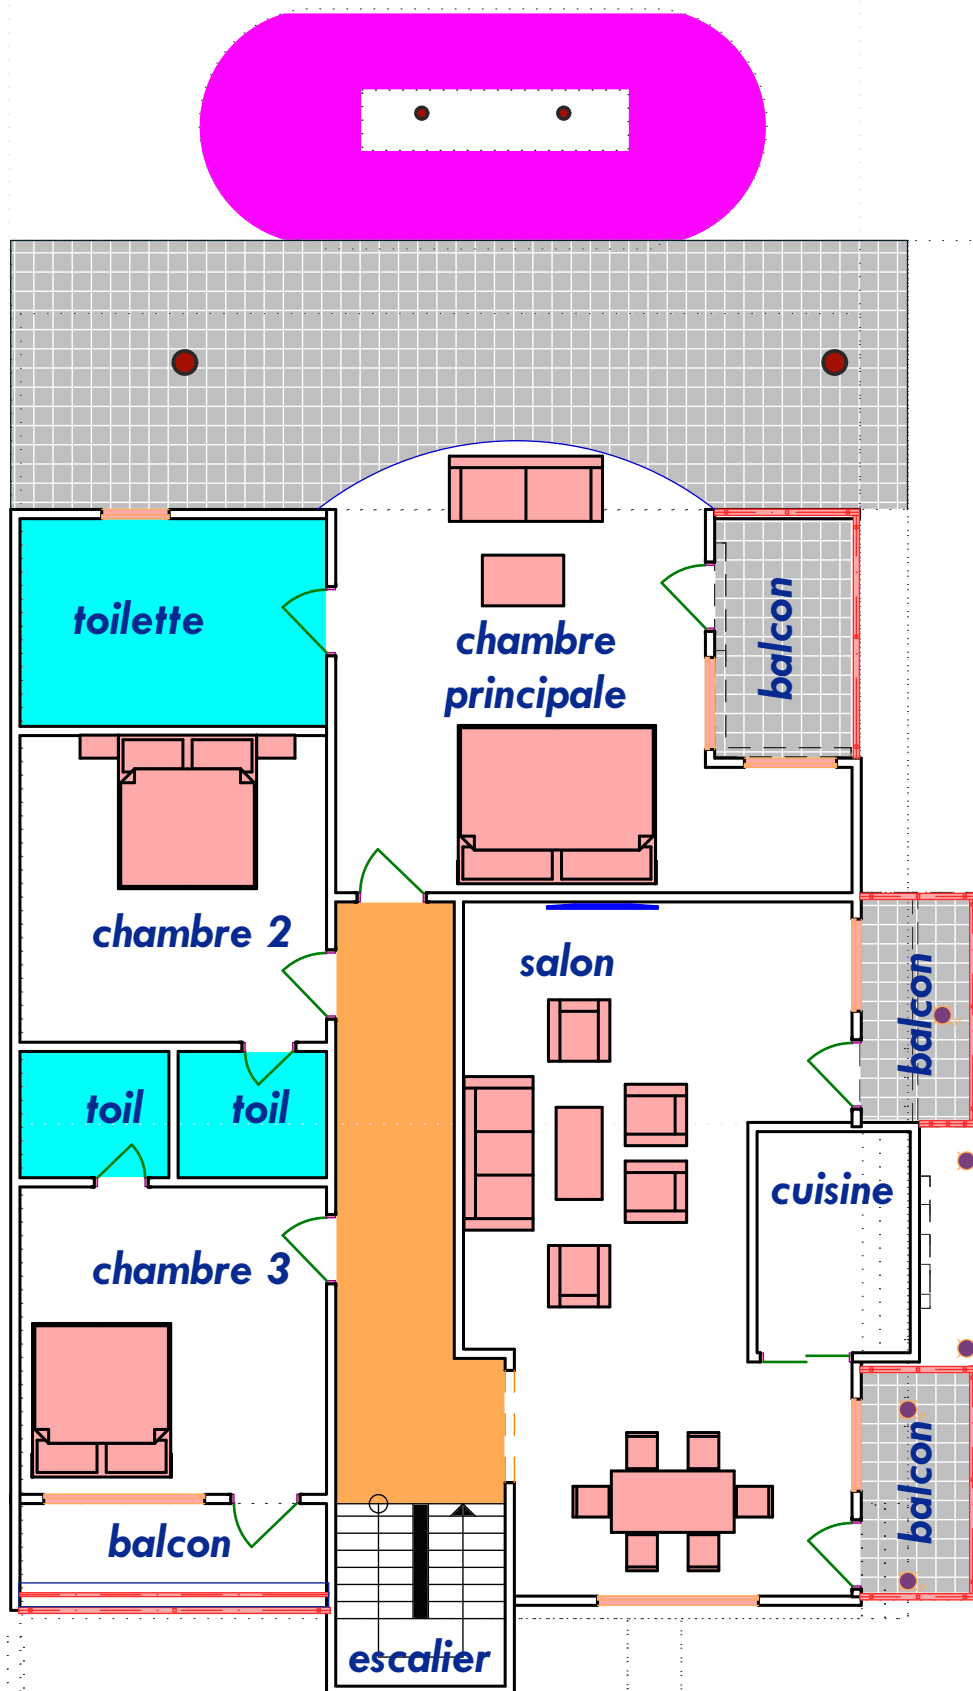 toilette
chambre
principale
balcon
chambre 2
salon
balcon
toil
toil
cuisine
chambre 3
balcon
balcon
escalier